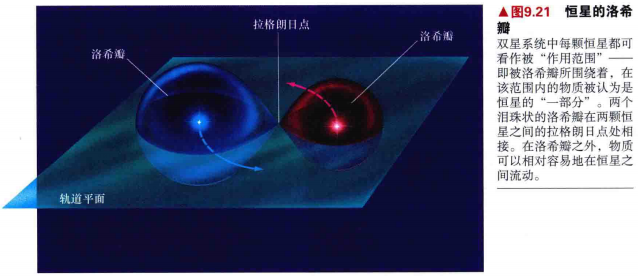 拉格朗日点
洛希瓣
洛希瓣
轨道平面
▲图9.21 恒星的洛希
瓣
双星系统中每颗恒星都可
看作被“作用范围”——
即被洛希瓣所围绕着，在
该范围内的物质被认为是
恒星的“一部分”。两个
泪珠状的洛希瓣在两颗恒
星之间的拉格朗日点处相
接。在洛希瓣之外，物质
可以相对容易地在恒星之
间流动。